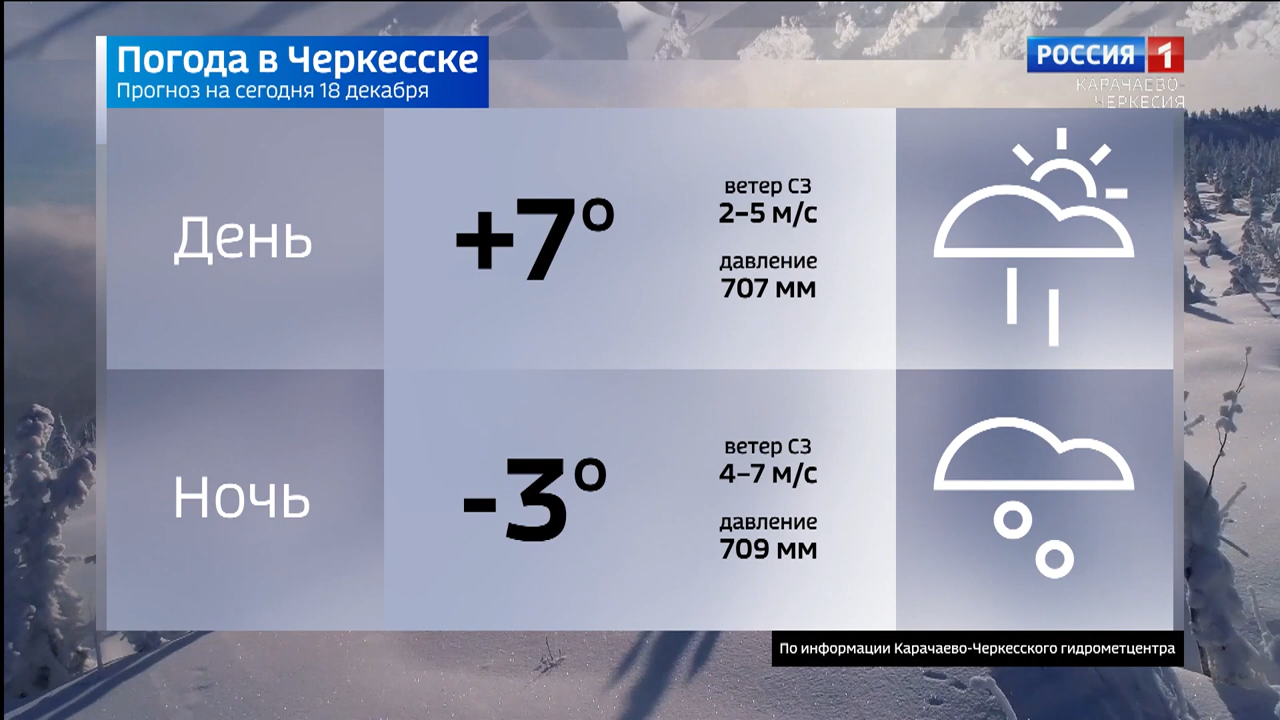 Погода в Черкесске
Прогноз на сегодня 18 декабря
РОССИЯ 1
КАРАЧАЕВО-
ЧЕРКЕСИЯ
День
+7°
ветер СЗ
2–5 м/с
давление
707 мм
Ночь
-3°
ветер СЗ
4–7 м/с
давление
709 мм
По информации Карачаево-Черкесского гидрометцентра